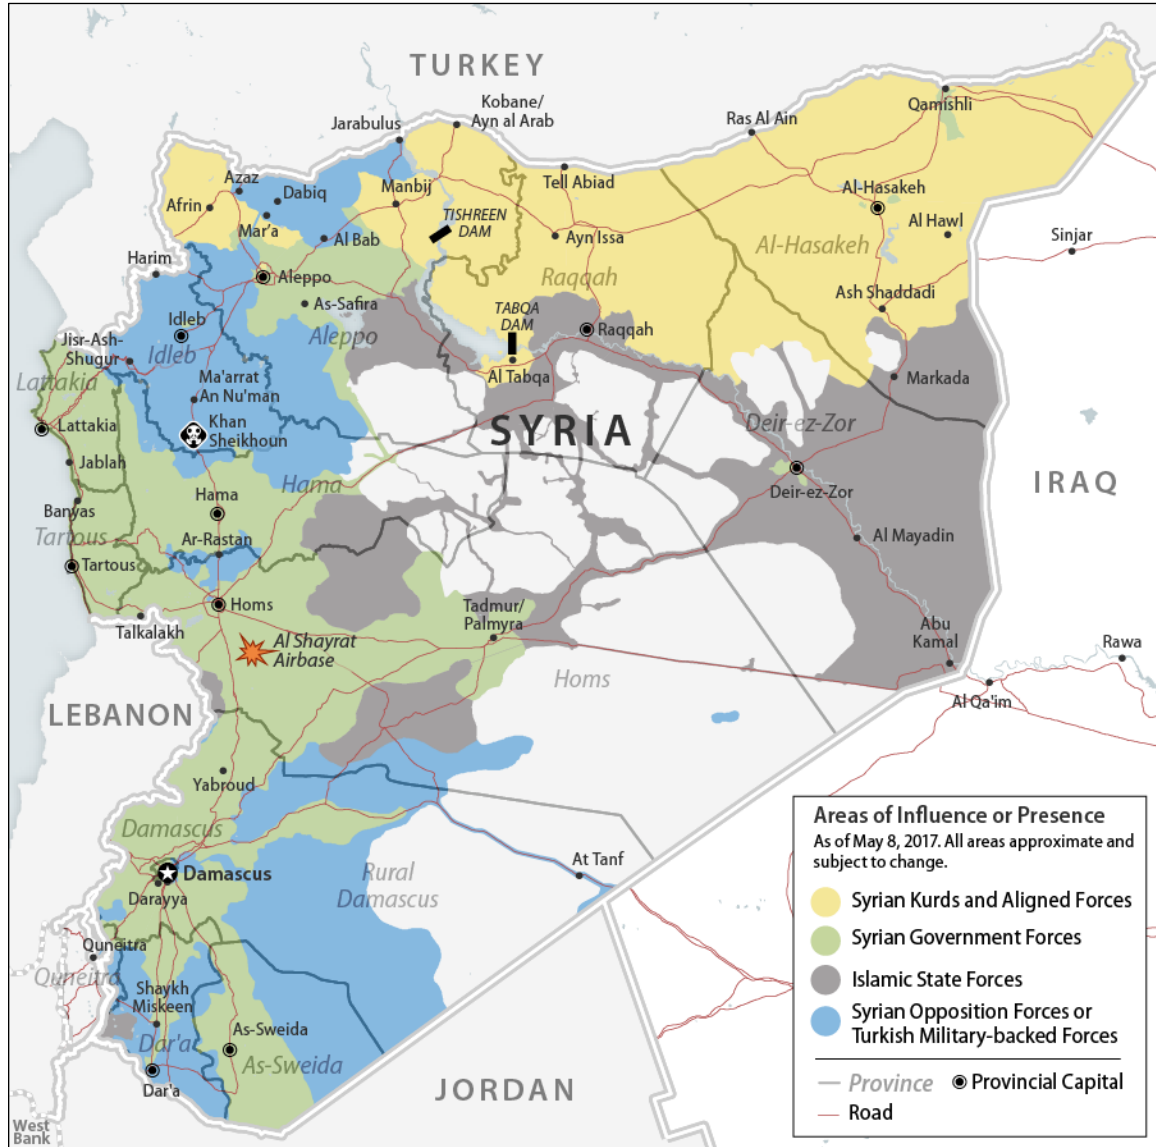 TURKEY
Kobane/
Ayn al Arab
Jarabulus
Ras Al Ain
Qamishli
Azaz
Dabiq
Manbij
Tell Abiad
Afrin
Al-Hasakeh
TISHREEN
DAM
Mar'a
Al Bab
Ayn Issa
Al Hawl
Sinjar
Al-Hasakeh
Harim
Aleppo
Raqqah
As-Safira
Ash Shaddadi
TABQA
DAM
Idleb
Raqqah
Aleppo
Jisr-Ash-
Shugur
Idleb
Al Tabqa
Markada
Lattakia
Ma'arrat
An Nu'man
Khan
Sheikhoun
SYRIA
Deir-ez-Zor
Lattakia
Jablah
Deir-ez-Zor
IRAQ
Hama
Hama
Banyas
Tartous
Ar-Rastan
Al Mayadin
Tartous
Homs
Tadmur/
Palmyra
Talkalakh
Al Shayrat
Airbase
Abu
Kamal
Rawa
Homs
Al Qa'im
LEBANON
Yabroud
Damascus
Damascus
At Tanf
Rural
Damascus
Darayya
Quneitra
Quneitra
Shaykh
Miskeen
As-Sweida
Dar'a
As-Sweida
Dar'a
JORDAN
West
Bank
Areas of Influence or Presence
As of May 8, 2017. All areas approximate and
subject to change.
Syrian Kurds and Aligned Forces
Syrian Government Forces
Islamic State Forces
Syrian Opposition Forces or
Turkish Military-backed Forces
Province
Provincial Capital
Road